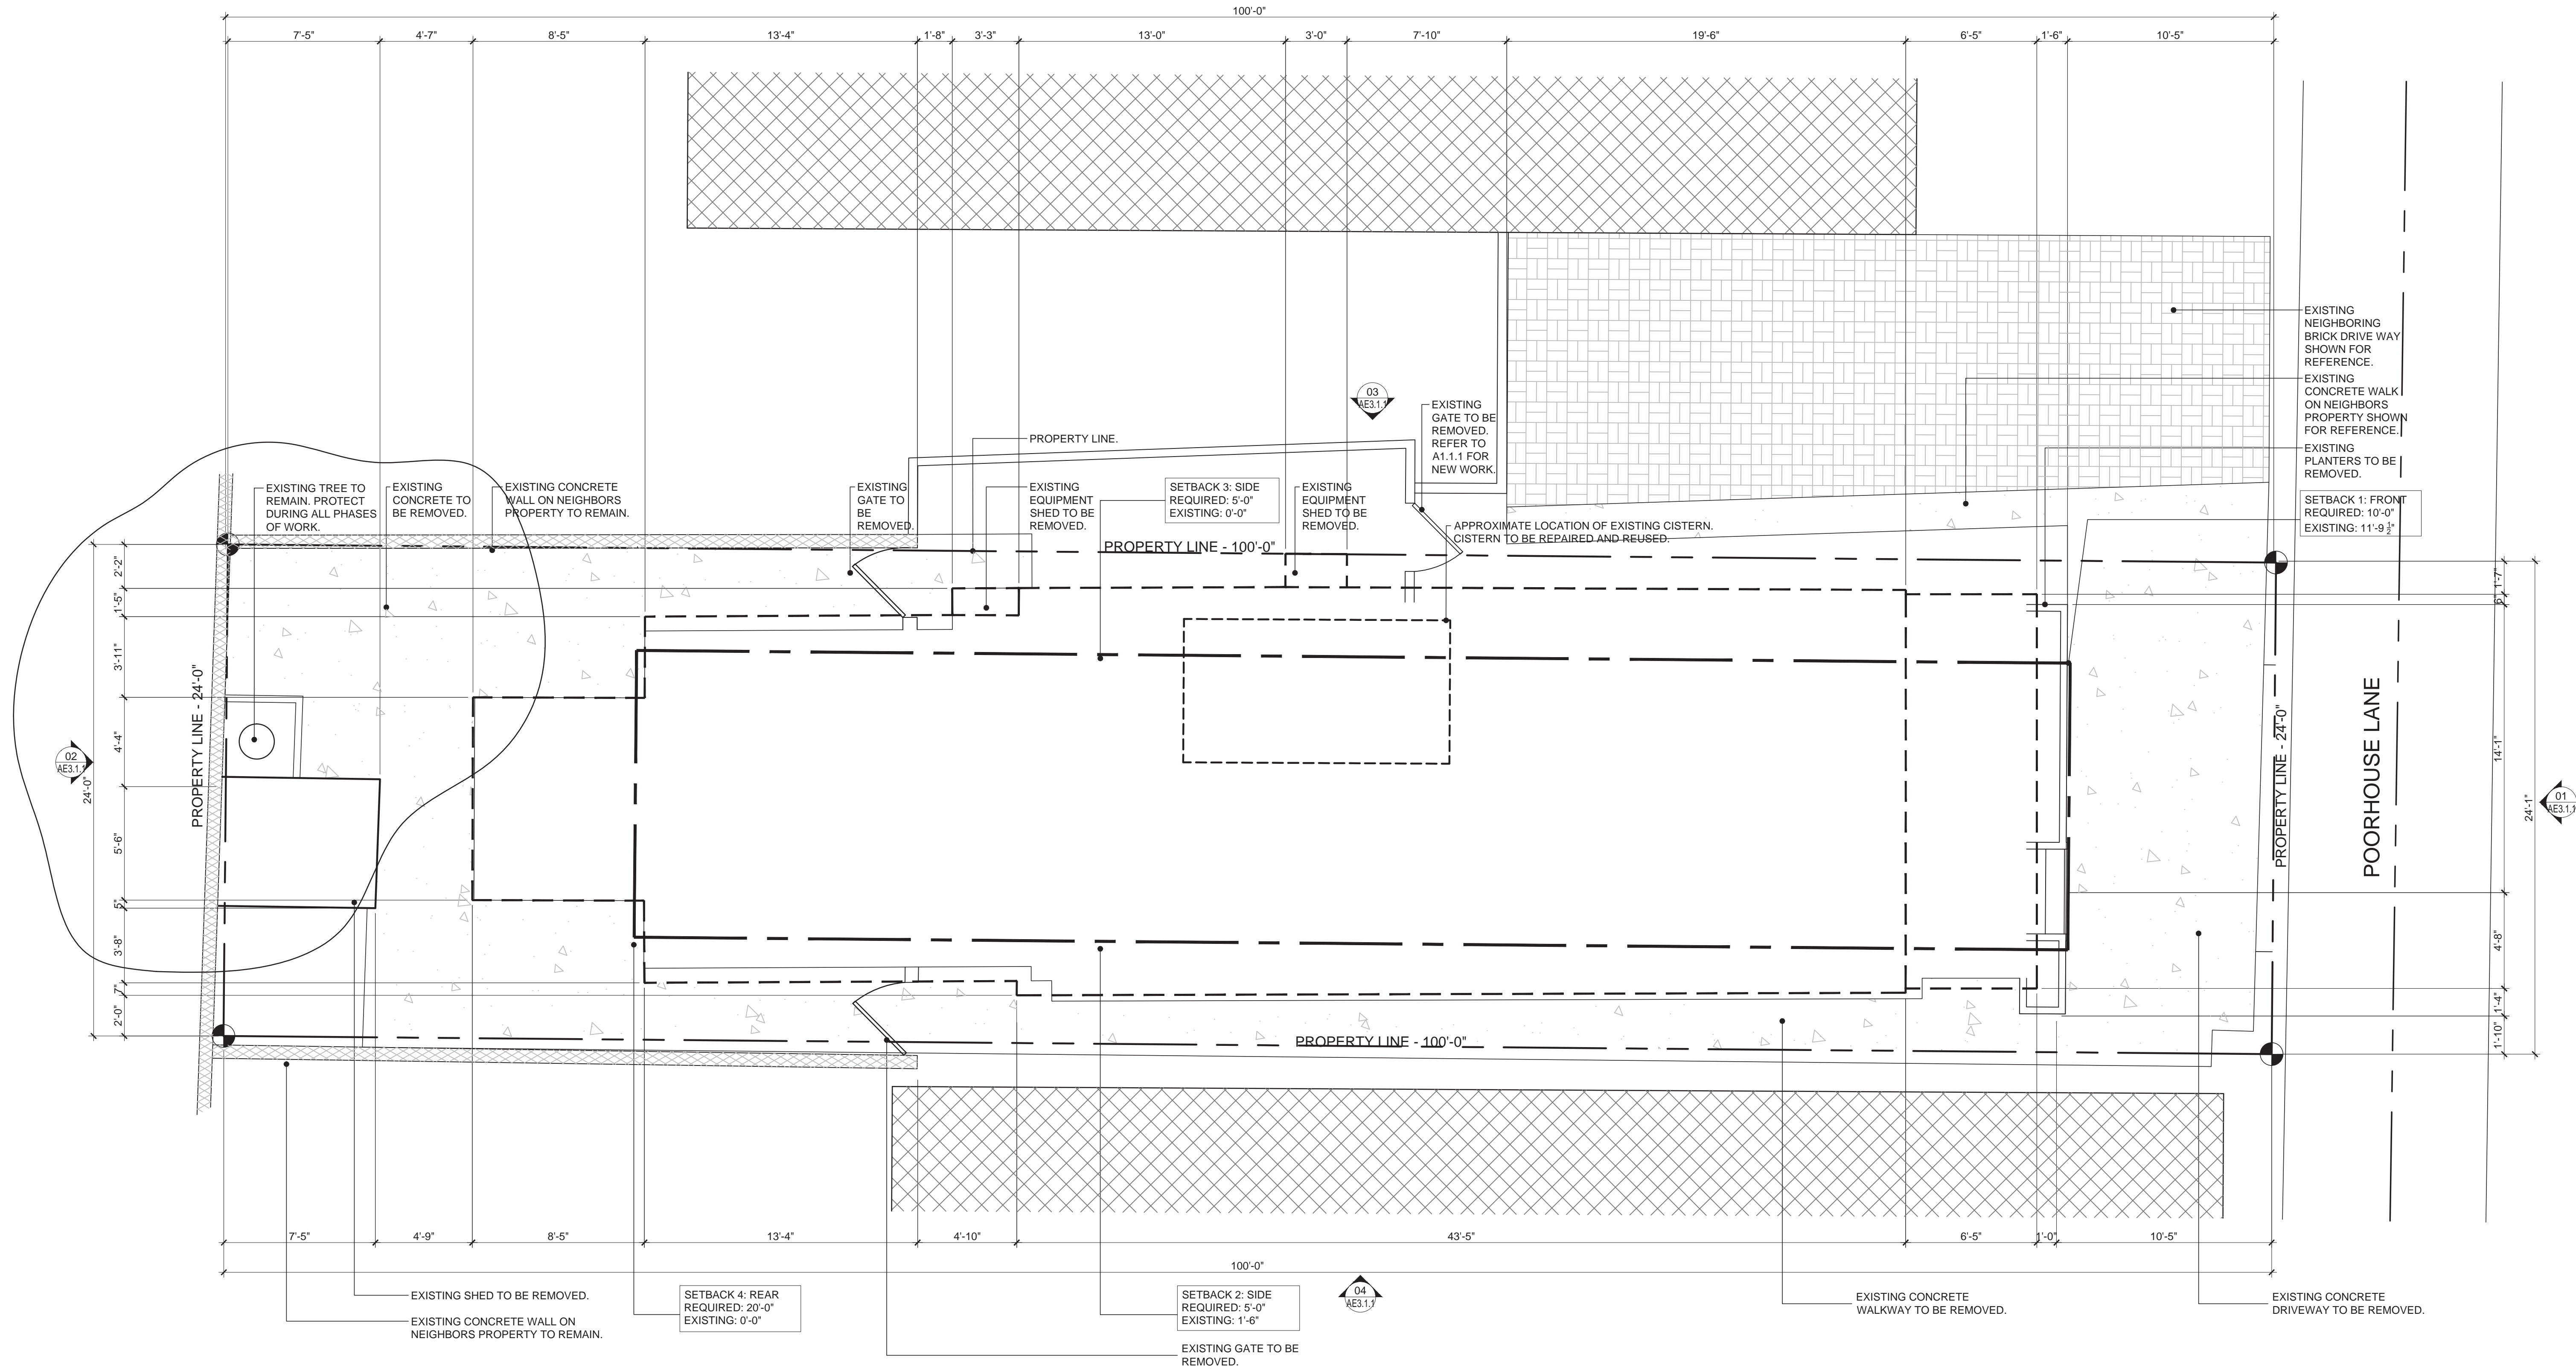 100'-0"
7'-5"
4'-7"
8'-5"
13'-4"
1'-8"
3'-3"
13'-0"
3'-0"
7'-10"
19'-6"
6'-5"
1'-6"
10'-5"
EXISTING
NEIGHBORING
BRICK DRIVE WAY
SHOWN FOR
REFERENCE.
EXISTING
CONCRETE WALK
ON NEIGHBORS
PROPERTY SHOWN
FOR REFERENCE.
EXISTING
PLANTERS TO BE
REMOVED.
SETBACK 1: FRONT
REQUIRED: 10'-0"
EXISTING: 11'-9 1/2"
03
AE3.1.1
EXISTING
GATE TO BE
REMOVED.
REFER TO
A1.1.1 FOR
NEW WORK.
PROPERTY LINE.
EXISTING TREE TO
REMAIN. PROTECT
DURING ALL PHASES
OF WORK.
EXISTING
CONCRETE TO
BE REMOVED.
EXISTING CONCRETE
WALL ON NEIGHBORS
PROPERTY TO REMAIN.
EXISTING
GATE TO
BE
REMOVED.
EXISTING
EQUIPMENT
SHED TO BE
REMOVED.
SETBACK 3: SIDE
REQUIRED: 5'-0"
EXISTING: 0'-0"
EXISTING
EQUIPMENT
SHED TO BE
REMOVED.
APPROXIMATE LOCATION OF EXISTING CISTERN.
CISTERN TO BE REPAIRED AND REUSED.
PROPERTY LINE - 100'-0"
2'-2"
1'-5"
3'-11"
4'-4"
5'-6"
5"
3'-8"
7"
2'-0"
24'-0"
02
AE3.1.1
PROPERTY LINE - 24'-0"
PROPERTY LINE - 24'-0"
POORHOUSE LANE
1'-7"
6"
14'-1"
4'-8"
1'-4"
1'-10"
24'-1"
01
AE3.1.1
PROPERTY LINE - 100'-0"
7'-5"
4'-9"
8'-5"
13'-4"
4'-10"
43'-5"
6'-5"
1'-0"
10'-5"
100'-0"
EXISTING SHED TO BE REMOVED.
EXISTING CONCRETE WALL ON
NEIGHBORS PROPERTY TO REMAIN.
SETBACK 4: REAR
REQUIRED: 20'-0"
EXISTING: 0'-0"
SETBACK 2: SIDE
REQUIRED: 5'-0"
EXISTING: 1'-6"
EXISTING GATE TO BE
REMOVED.
04
AE3.1.1
EXISTING CONCRETE
WALKWAY TO BE REMOVED.
EXISTING CONCRETE
DRIVEWAY TO BE REMOVED.